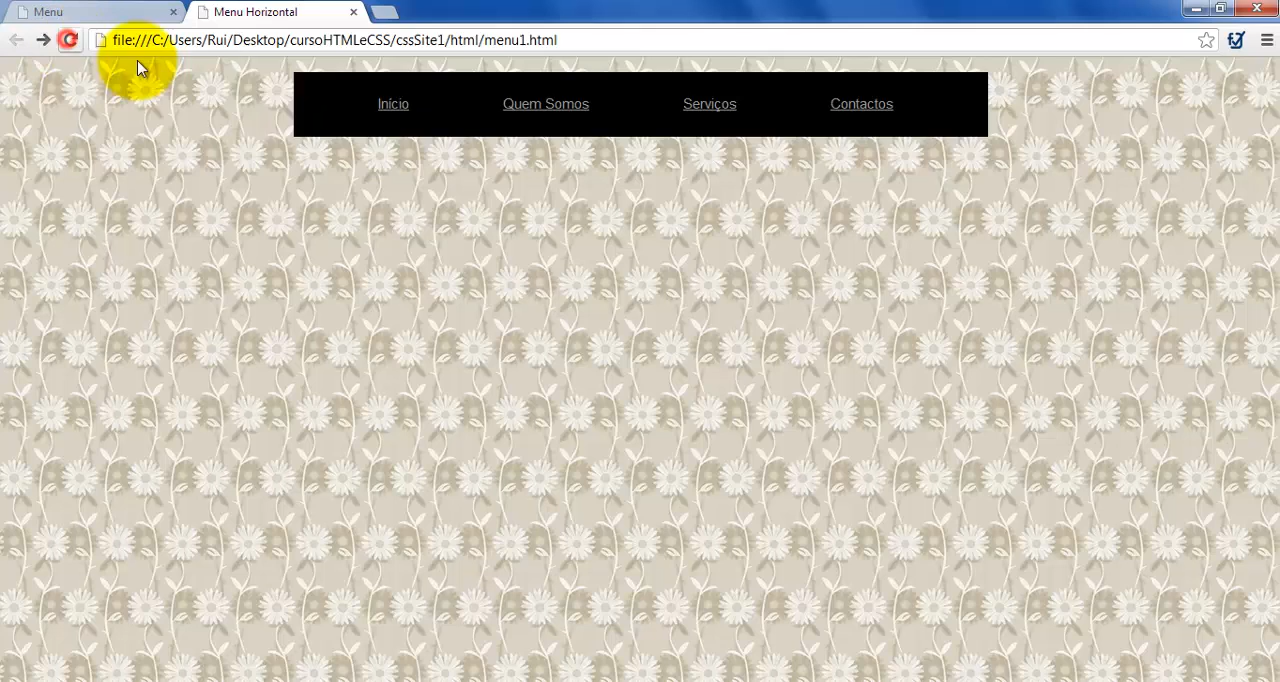 Menu
Menu Horizontal
file:///C:/Users/Rui/Desktop/cursoHTMLeCSS/cssSite1/html/menu1.html
Início Quem Somos Serviços Contactos